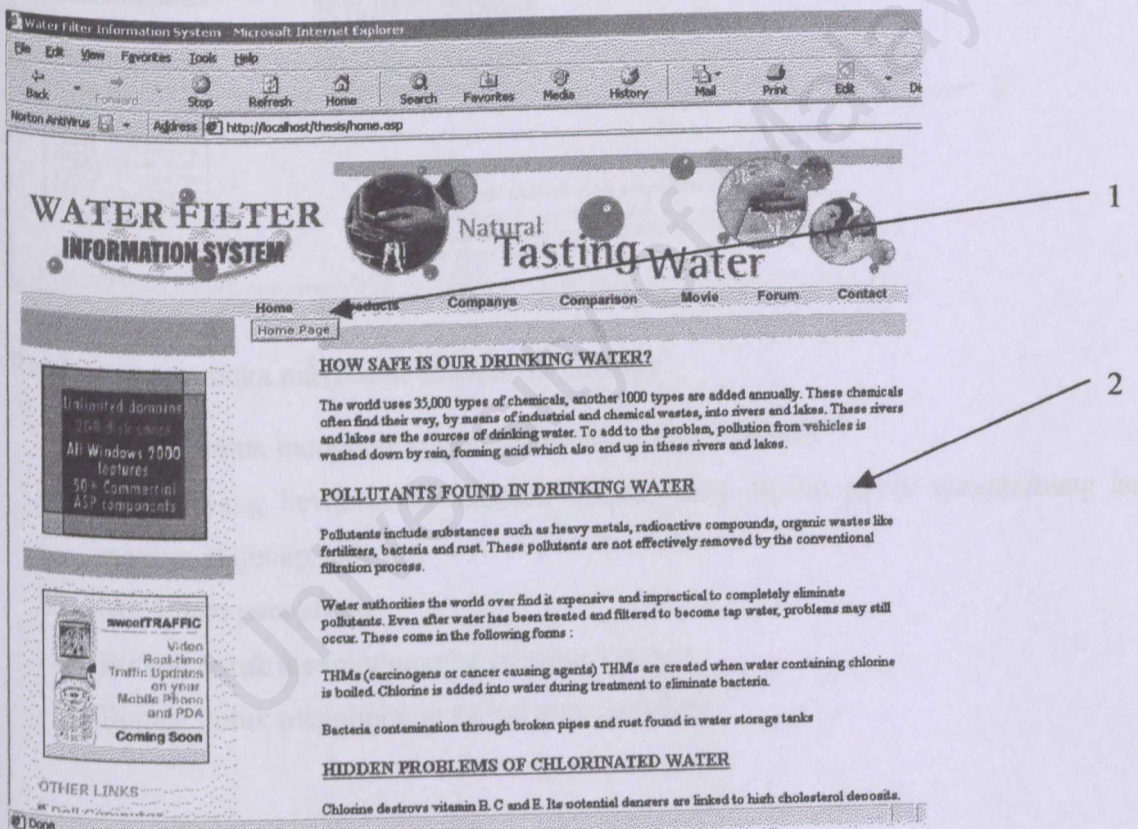 Water Filter Information System - Microsoft Internet Explorer
File Edit View Favorites Tools Help
Back Forward Stop Refresh Home Search Favorites Media History Mail Print Edit
Norton AntiVirus Address http://localhost/thesis/home.asp
WATER FILTER
INFORMATION SYSTEM
Natural
Tasting Water
1
Home Products Companys Comparison Movie Forum Contact
Home Page
HOW SAFE IS OUR DRINKING WATER?
The world uses 35,000 types of chemicals, another 1000 types are added annually. These chemicals
often find their way, by means of industrial and chemical wastes, into rivers and lakes. These rivers
and lakes are the sources of drinking water. To add to the problem, pollution from vehicles is
washed down by rain, forming acid which also end up in these rivers and lakes.
2
POLLUTANTS FOUND IN DRINKING WATER
Pollutants include substances such as heavy metals, radioactive compounds, organic wastes like
fertilizers, bacteria and rust. These pollutants are not effectively removed by the conventional
filtration process.
Water authorities the world over find it expensive and impractical to completely eliminate
pollutants. Even after water has been treated and filtered to become tap water, problems may still
occur. These come in the following forms :
THMs (carcinogens or cancer causing agents) THMs are created when water containing chlorine
is boiled. Chlorine is added into water during treatment to eliminate bacteria.
Bacteria contamination through broken pipes and rust found in water storage tanks
HIDDEN PROBLEMS OF CHLORINATED WATER
Chlorine destroys vitamin B, C and E. Its potential dangers are linked to high cholesterol deposits.
Unlimited domains
2GB disk space
All Windows 2000
features
50+ Commercial
ASP components
TRAFFIC
Video
Real-time
Traffic Updates
on your
Mobile Phone
and PDA
Coming Soon
OTHER LINKS
Done
University of Malaya